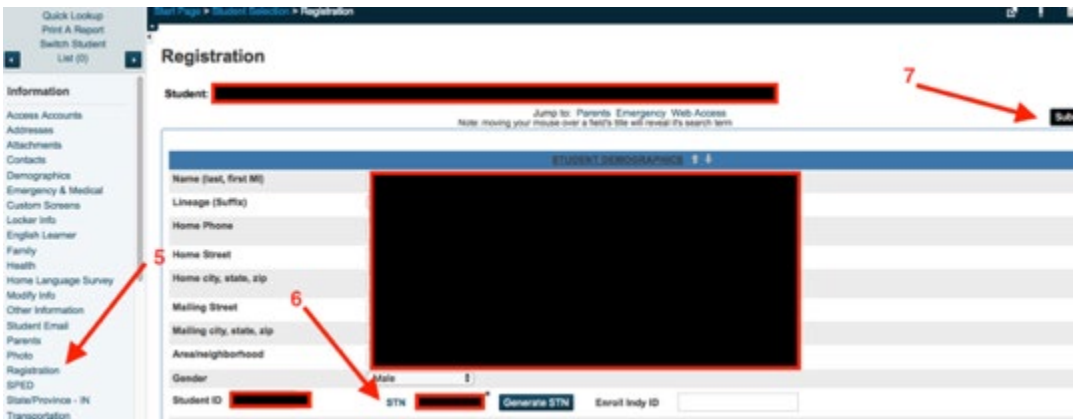 Quick Lookup
Print A Report
Switch Student
List (0)
Information
Access Accounts
Addresses
Attachments
Contacts
Demographics
Emergency & Medical
Custom Screens
Locker Info
English Learner
Family
Health
Home Language Survey
Modify Info
Other Information
Student Email
Parents
Photo
Registration
SPED
State/Province - IN
Transportation
5
Start Page > Student Selection > Registration
Registration
Student:
7
Jump to: Parents Emergency Web Access
Note: moving your mouse over a field's title will reveal it's search term
Sub
STUDENT DEMOGRAPHICS
Name (last, first MI)
Lineage (Suffix)
Home Phone
Home Street
Home city, state, zip
6
Mailing Street
Mailing city, state, zip
Area/neighborhood
Gender Male
Student ID STN * Generate STN Enroll Indy ID